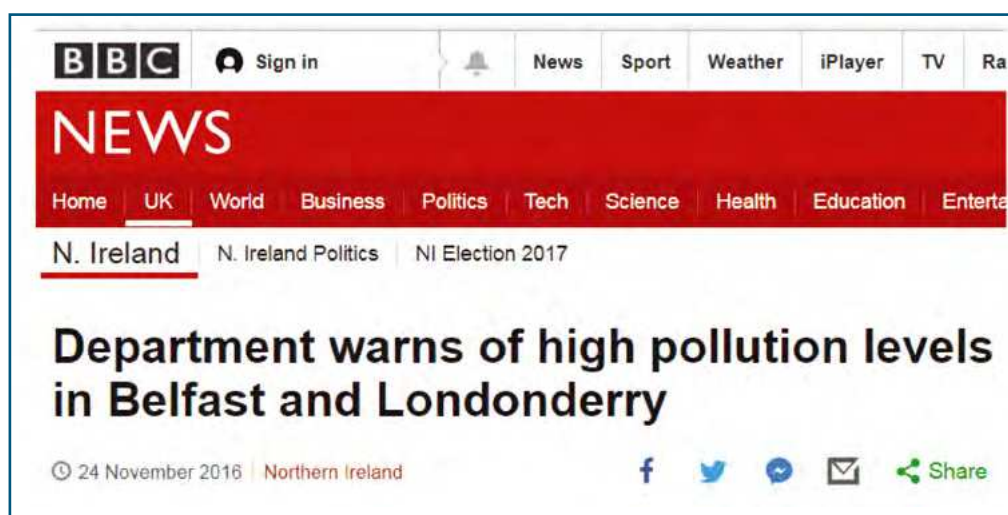 BBC Sign in News Sport Weather iPlayer TV Ra
NEWS
Home UK World Business Politics Tech Science Health Education Enterta
N. Ireland N. Ireland Politics NI Election 2017
Department warns of high pollution levels
in Belfast and Londonderry
24 November 2016 Northern Ireland Share